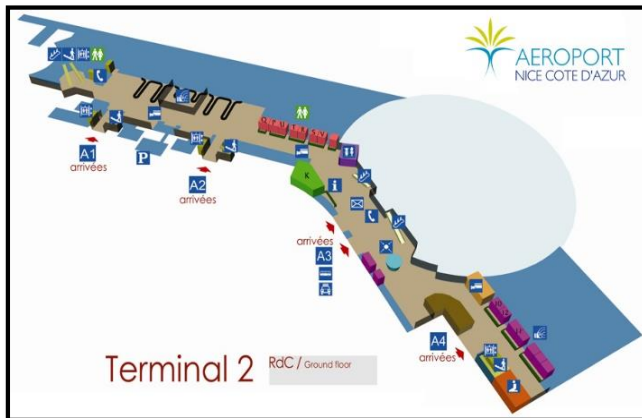 AEROPORT
NICE COTE D'AZUR
A1
arrivées
P
A2
arrivées
K
i
arrivées
A3
A4
arrivées
Terminal 2
RdC / Ground floor